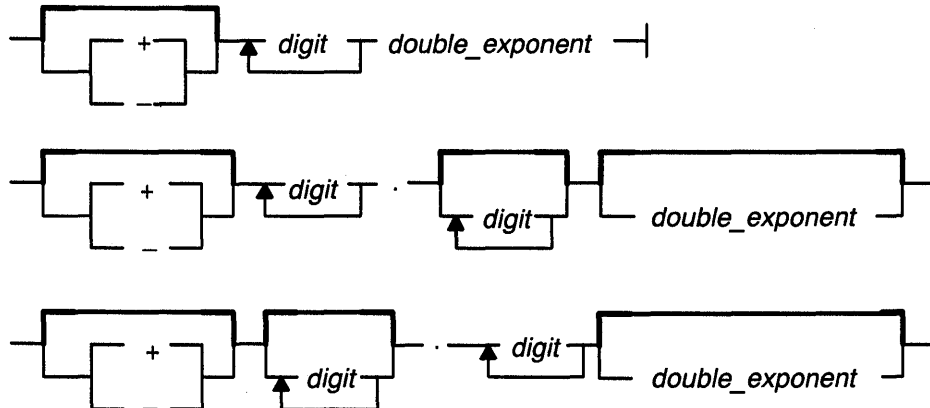 +
digit double_exponent
−
+
digit . digit double_exponent
−
+
digit . digit double_exponent
−